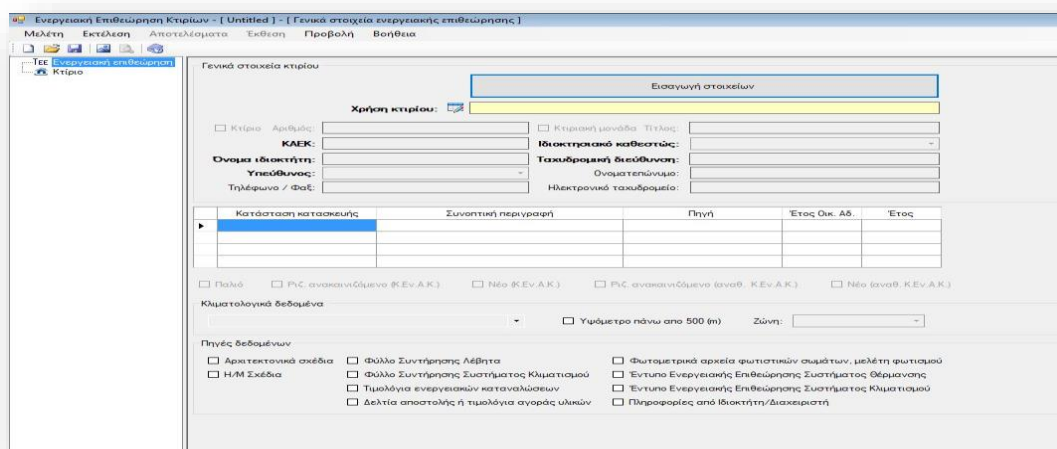 Ενεργειακή Επιθεώρηση Κτιρίων - [ Untitled ] - [ Γενικά στοιχεία ενεργειακής επιθεώρησης ]
Μελέτη Εκτέλεση Αποτελέσματα Έκθεση Προβολή Βοήθεια
ΤΕΕ Ενεργειακή επιθεώρηση
Κτίριο
Γενικά στοιχεία κτιρίου
Εισαγωγή στοιχείων
Χρήση κτιρίου:
Κτίριο Αριθμός: Κτιριακή μονάδα Τίτλος:
ΚΑΕΚ: Ιδιοκτησιακό καθεστώς:
Όνομα ιδιοκτήτη: Ταχυδρομική διεύθυνση:
Υπεύθυνος: Ονοματεπώνυμο:
Τηλέφωνο / Φαξ: Ηλεκτρονικό ταχυδρομείο:
Κατάσταση κατασκευής Συνοπτική περιγραφή Πηγή Έτος Οικ. Αδ. Έτος
Παλιό Ριζ. ανακαινιζόμενο (Κ.Εν.Α.Κ.) Νέο (Κ.Εν.Α.Κ.) Ριζ. ανακαινιζόμενο (αναθ. Κ.Εν.Α.Κ.) Νέο (αναθ. Κ.Εν.Α.Κ.)
Κλιματολογικά δεδομένα
Υψόμετρο πάνω απο 500 (m) Ζώνη:
Πηγές δεδομένων
Αρχιτεκτονικά σχέδια Φύλλο Συντήρησης Λέβητα Φωτομετρικά αρχεία φωτιστικών σωμάτων, μελέτη φωτισμού
Η/Μ Σχέδια Φύλλο Συντήρησης Συστήματος Κλιματισμού Έντυπο Ενεργειακής Επιθεώρησης Συστήματος Θέρμανσης
Τιμολόγια ενεργειακών καταναλώσεων Έντυπο Ενεργειακής Επιθεώρησης Συστήματος Κλιματισμού
Δελτία αποστολής ή τιμολόγια αγοράς υλικών Πληροφορίες από Ιδιοκτήτη/Διαχειριστή